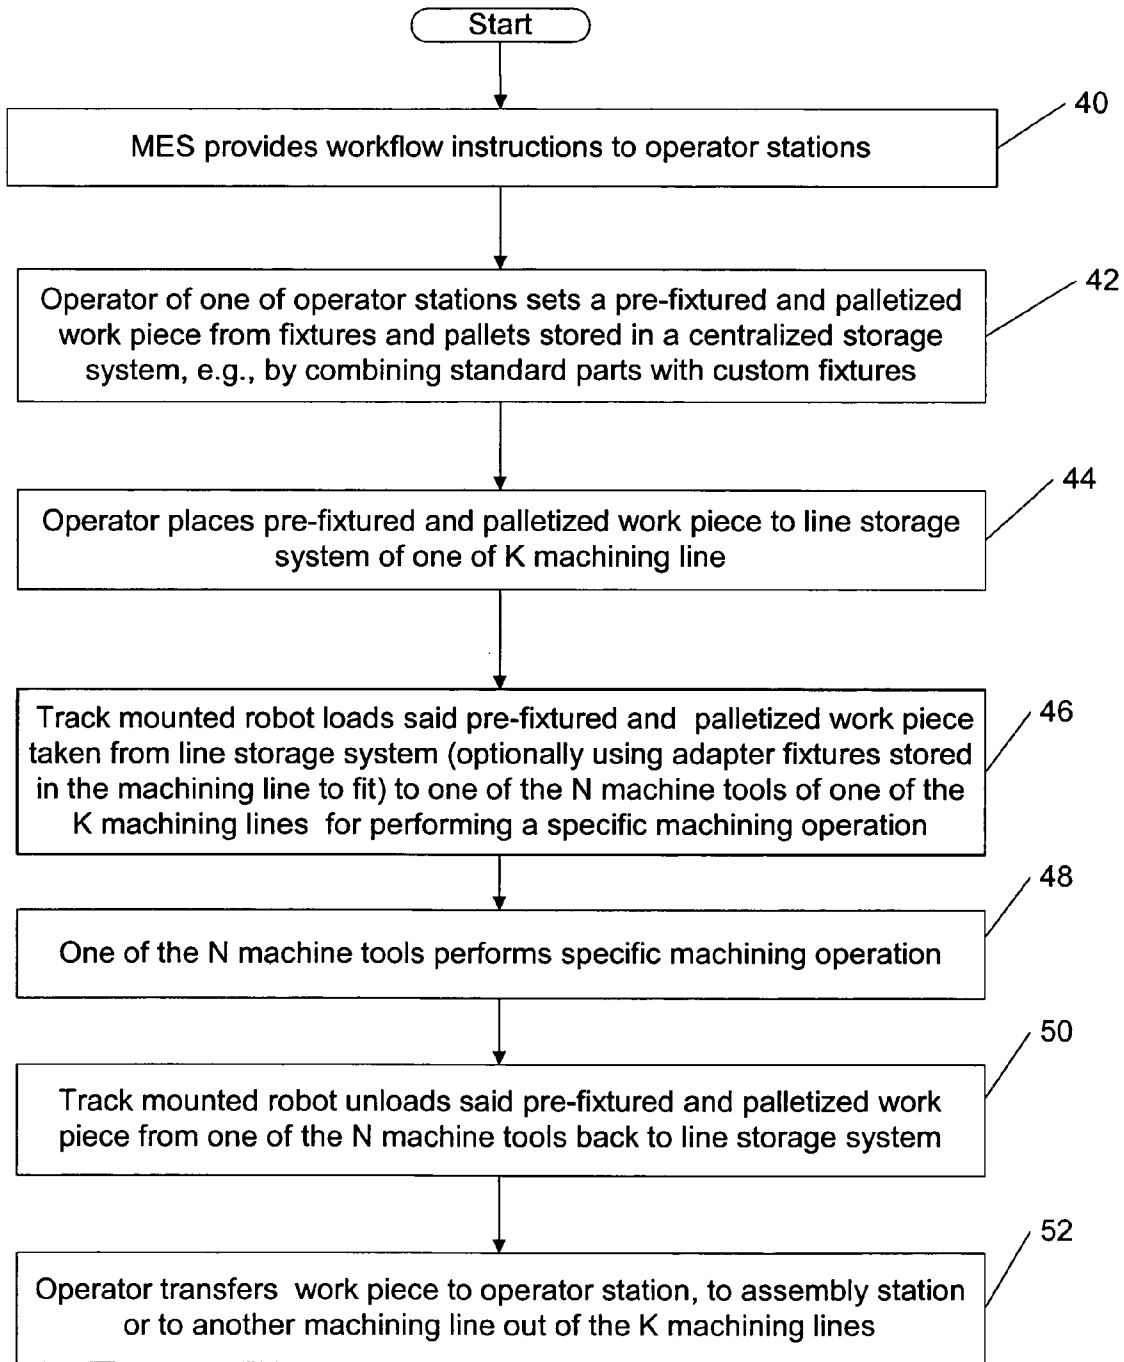 Start
40
MES provides workflow instructions to operator stations
42
Operator of one of operator stations sets a pre-fixtured and palletized
work piece from fixtures and pallets stored in a centralized storage
system, e.g., by combining standard parts with custom fixtures
44
Operator places pre-fixtured and palletized work piece to line storage
system of one of K machining line
46
Track mounted robot loads said pre-fixtured and palletized work piece
taken from line storage system (optionally using adapter fixtures stored
in the machining line to fit) to one of the N machine tools of one of the
K machining lines for performing a specific machining operation
48
One of the N machine tools performs specific machining operation
50
Track mounted robot unloads said pre-fixtured and palletized work
piece from one of the N machine tools back to line storage system
52
Operator transfers work piece to operator station, to assembly station
or to another machining line out of the K machining lines